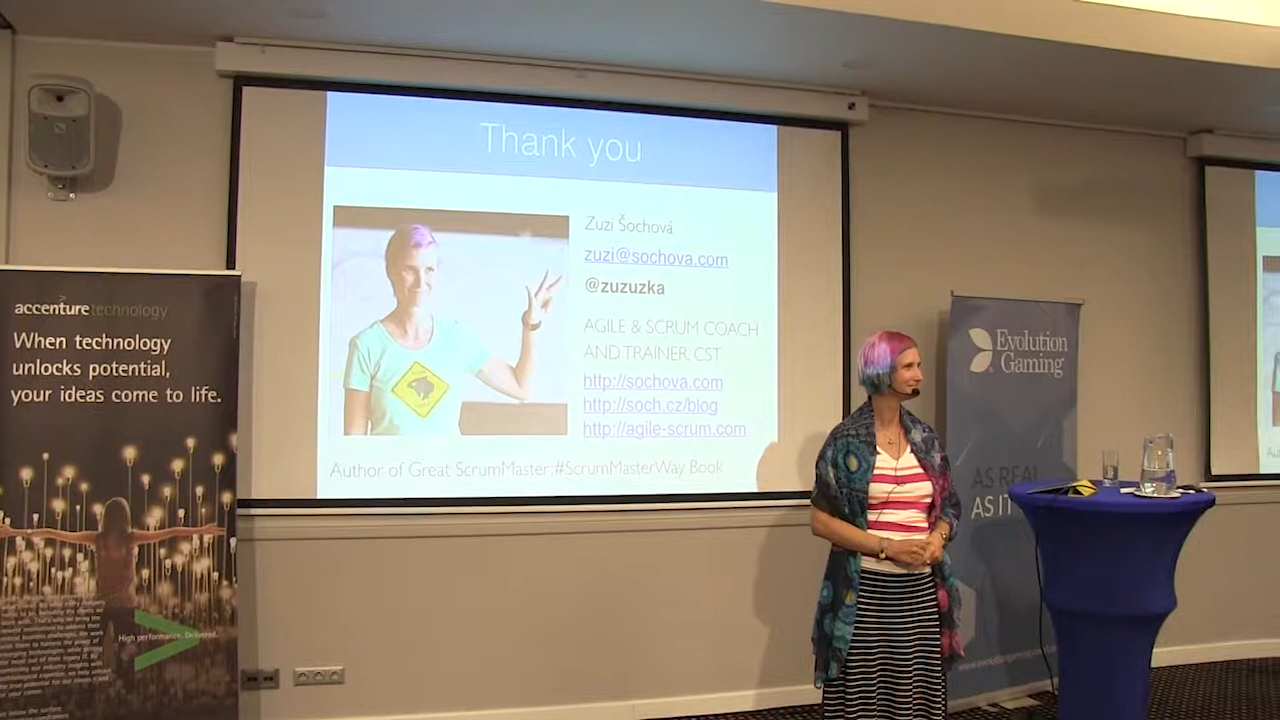 Thank you
Zuzi Šochová
zuzi@sochova.com
@zuzuzka
AGILE & SCRUM COACH
AND TRAINER, CST
http://sochova.com
http://soch.cz/blog
http://agile-scrum.com
Author of Great ScrumMaster:#ScrumMasterWay Book
accenturetechnology
When technology
unlocks potential,
your ideas come to life.
High performance. Delivered.
Evolution
Gaming
AS REAL
AS IT